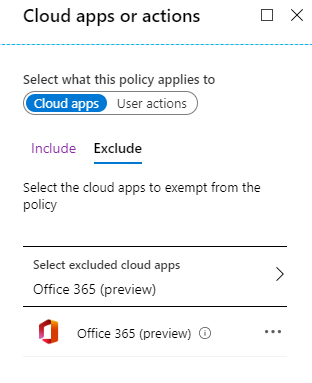 Cloud apps or actions
Select what this policy applies to
Cloud apps User actions
Include Exclude
Select the cloud apps to exempt from the
policy
Select excluded cloud apps
Office 365 (preview)
Office 365 (preview)